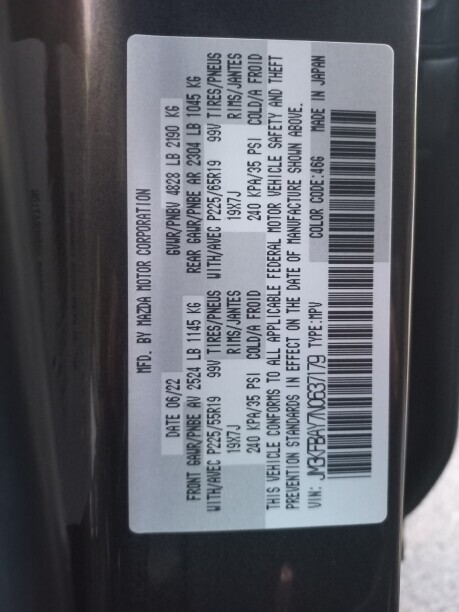 MFD. BY MAZDA MOTOR CORPORATION
DATE 06/22 GVWR/PNBV 4828 LB 2190 KG
FRONT GAWR/PNBE AV 2524 LB 1145 KG REAR GAWR/PNBE AR 2304 LB 1045 KG
WITH/AVEC P225/55R19 99V TIRES/PNEUS WITH/AVEC P225/65R19 99V TIRES/PNEUS
19X7J RIMS/JANTES 19X7J RIMS/JANTES
240 KPA/35 PSI COLD/A FROID 240 KPA/35 PSI COLD/A FROID
THIS VEHICLE CONFORMS TO ALL APPLICABLE FEDERAL MOTOR VEHICLE SAFETY AND THEFT
PREVENTION STANDARDS IN EFFECT ON THE DATE OF MANUFACTURE SHOWN ABOVE.
VIN: JM3KFBAY7N0637179 TYPE:MPV COLOR CODE:46G MADE IN JAPAN